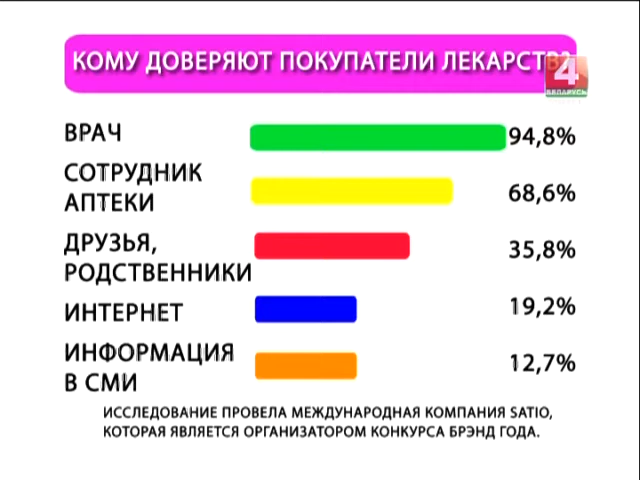 КОМУ ДОВЕРЯЮТ ПОКУПАТЕЛИ ЛЕКАРСТВ?
4
БЕЛАРУСЬ
ВРАЧ
94,8%
СОТРУДНИК
АПТЕКИ
68,6%
ДРУЗЬЯ,
РОДСТВЕННИКИ
35,8%
ИНТЕРНЕТ
19,2%
ИНФОРМАЦИЯ
В СМИ
12,7%
ИССЛЕДОВАНИЕ ПРОВЕЛА МЕЖДУНАРОДНАЯ КОМПАНИЯ SATIO,
КОТОРАЯ ЯВЛЯЕТСЯ ОРГАНИЗАТОРОМ КОНКУРСА БРЭНД ГОДА.